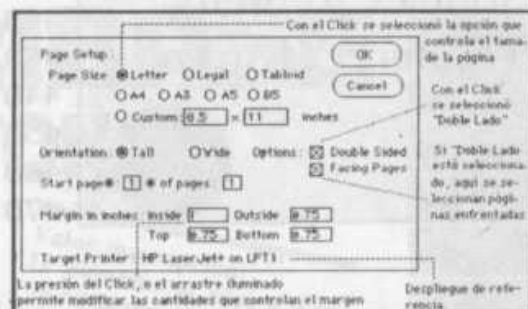 Con el Click se seleccionó la opción que
controla el tama-
de la página
Page Setup
OK
Page Size Letter Legal Tabloid
Cancel
A4 A3 A5 B5
Custom: 8.5 x 11 inches
Con el Click
se seleccionó
"Doble Lado"
Orientation: Tall Wide Options: Double Sided
Facing Pages
Si "Doble Lado
está selecciona-
do, aquí se se-
leccionan pági-
nas enfrentadas
Start page# 1 # of pages: 1
Margin in inches: Inside 1 Outside 0.75
Top 0.75 Bottom 0.75
Target Printer: HP LaserJet+ on LPT1:
La presión del Click, o el arrastre iluminado
permite modificar las cantidades que controlan el margen
Despliegue de refe-
rencia